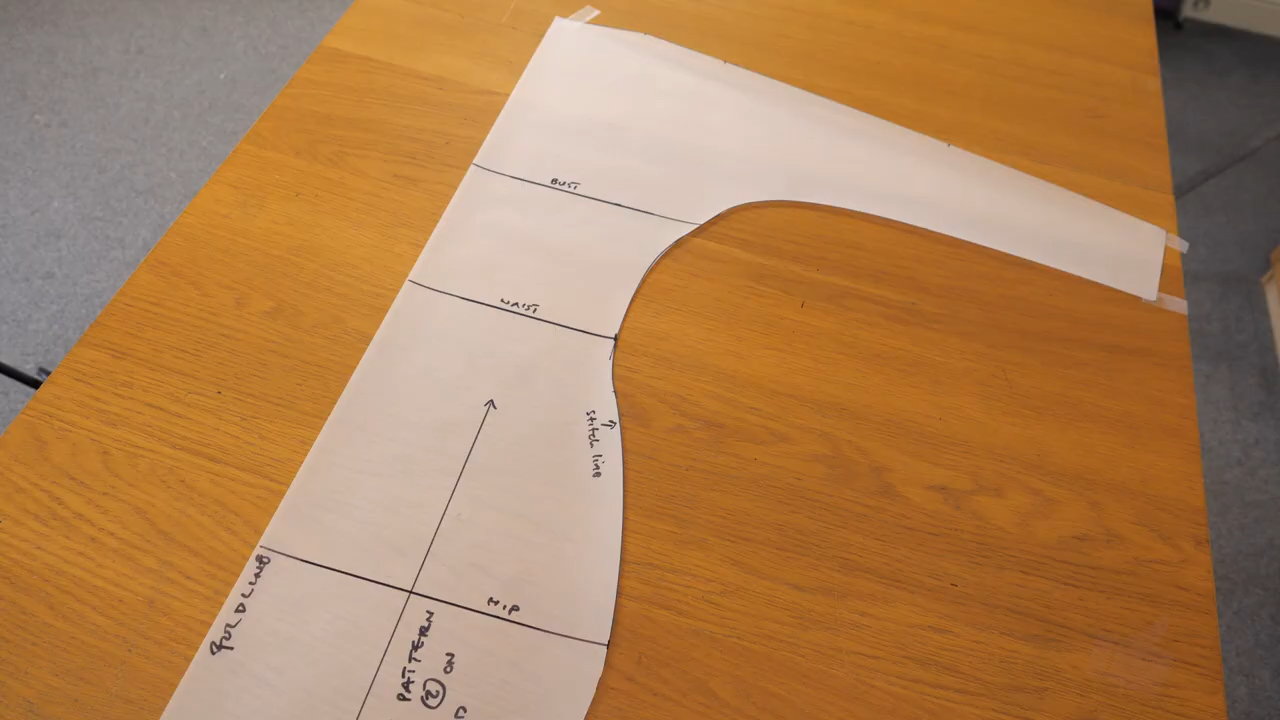 BUST
WAIST
stitch line
HIP
FOLDLINE
PATTERN
② ON